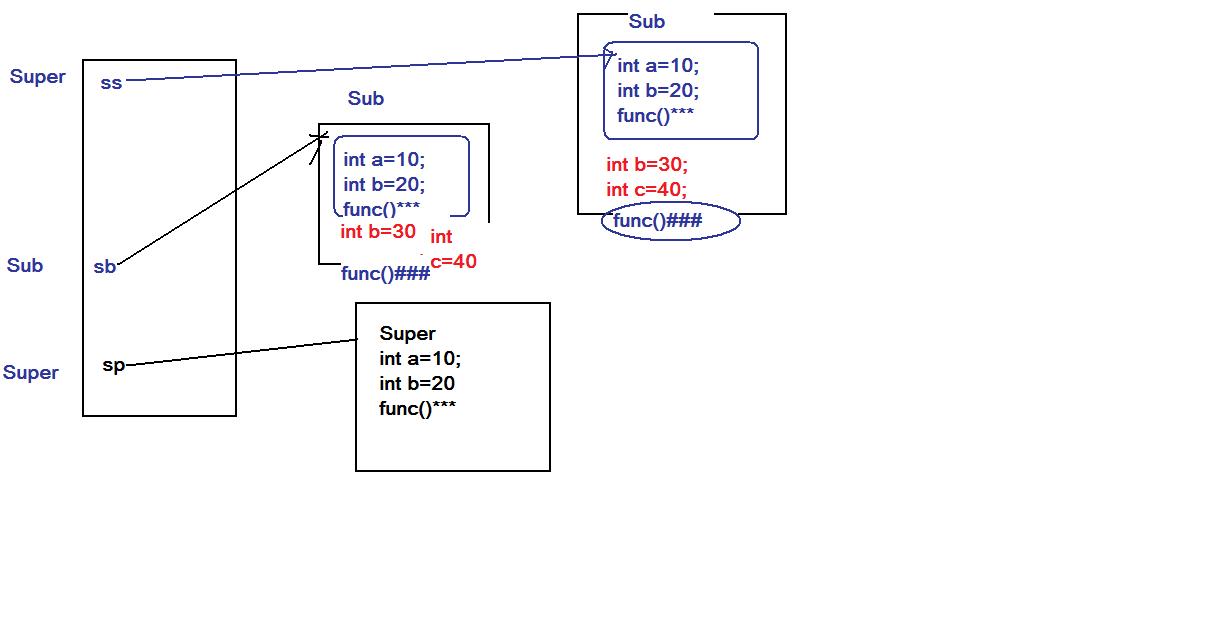 Super
ss
Sub
sb
Super
sp
Sub
int a=10;
int b=20;
func()***
int b=30
int
c=40
func()###
Super
int a=10;
int b=20
func()***
Sub
int a=10;
int b=20;
func()***
int b=30;
int c=40;
func()###